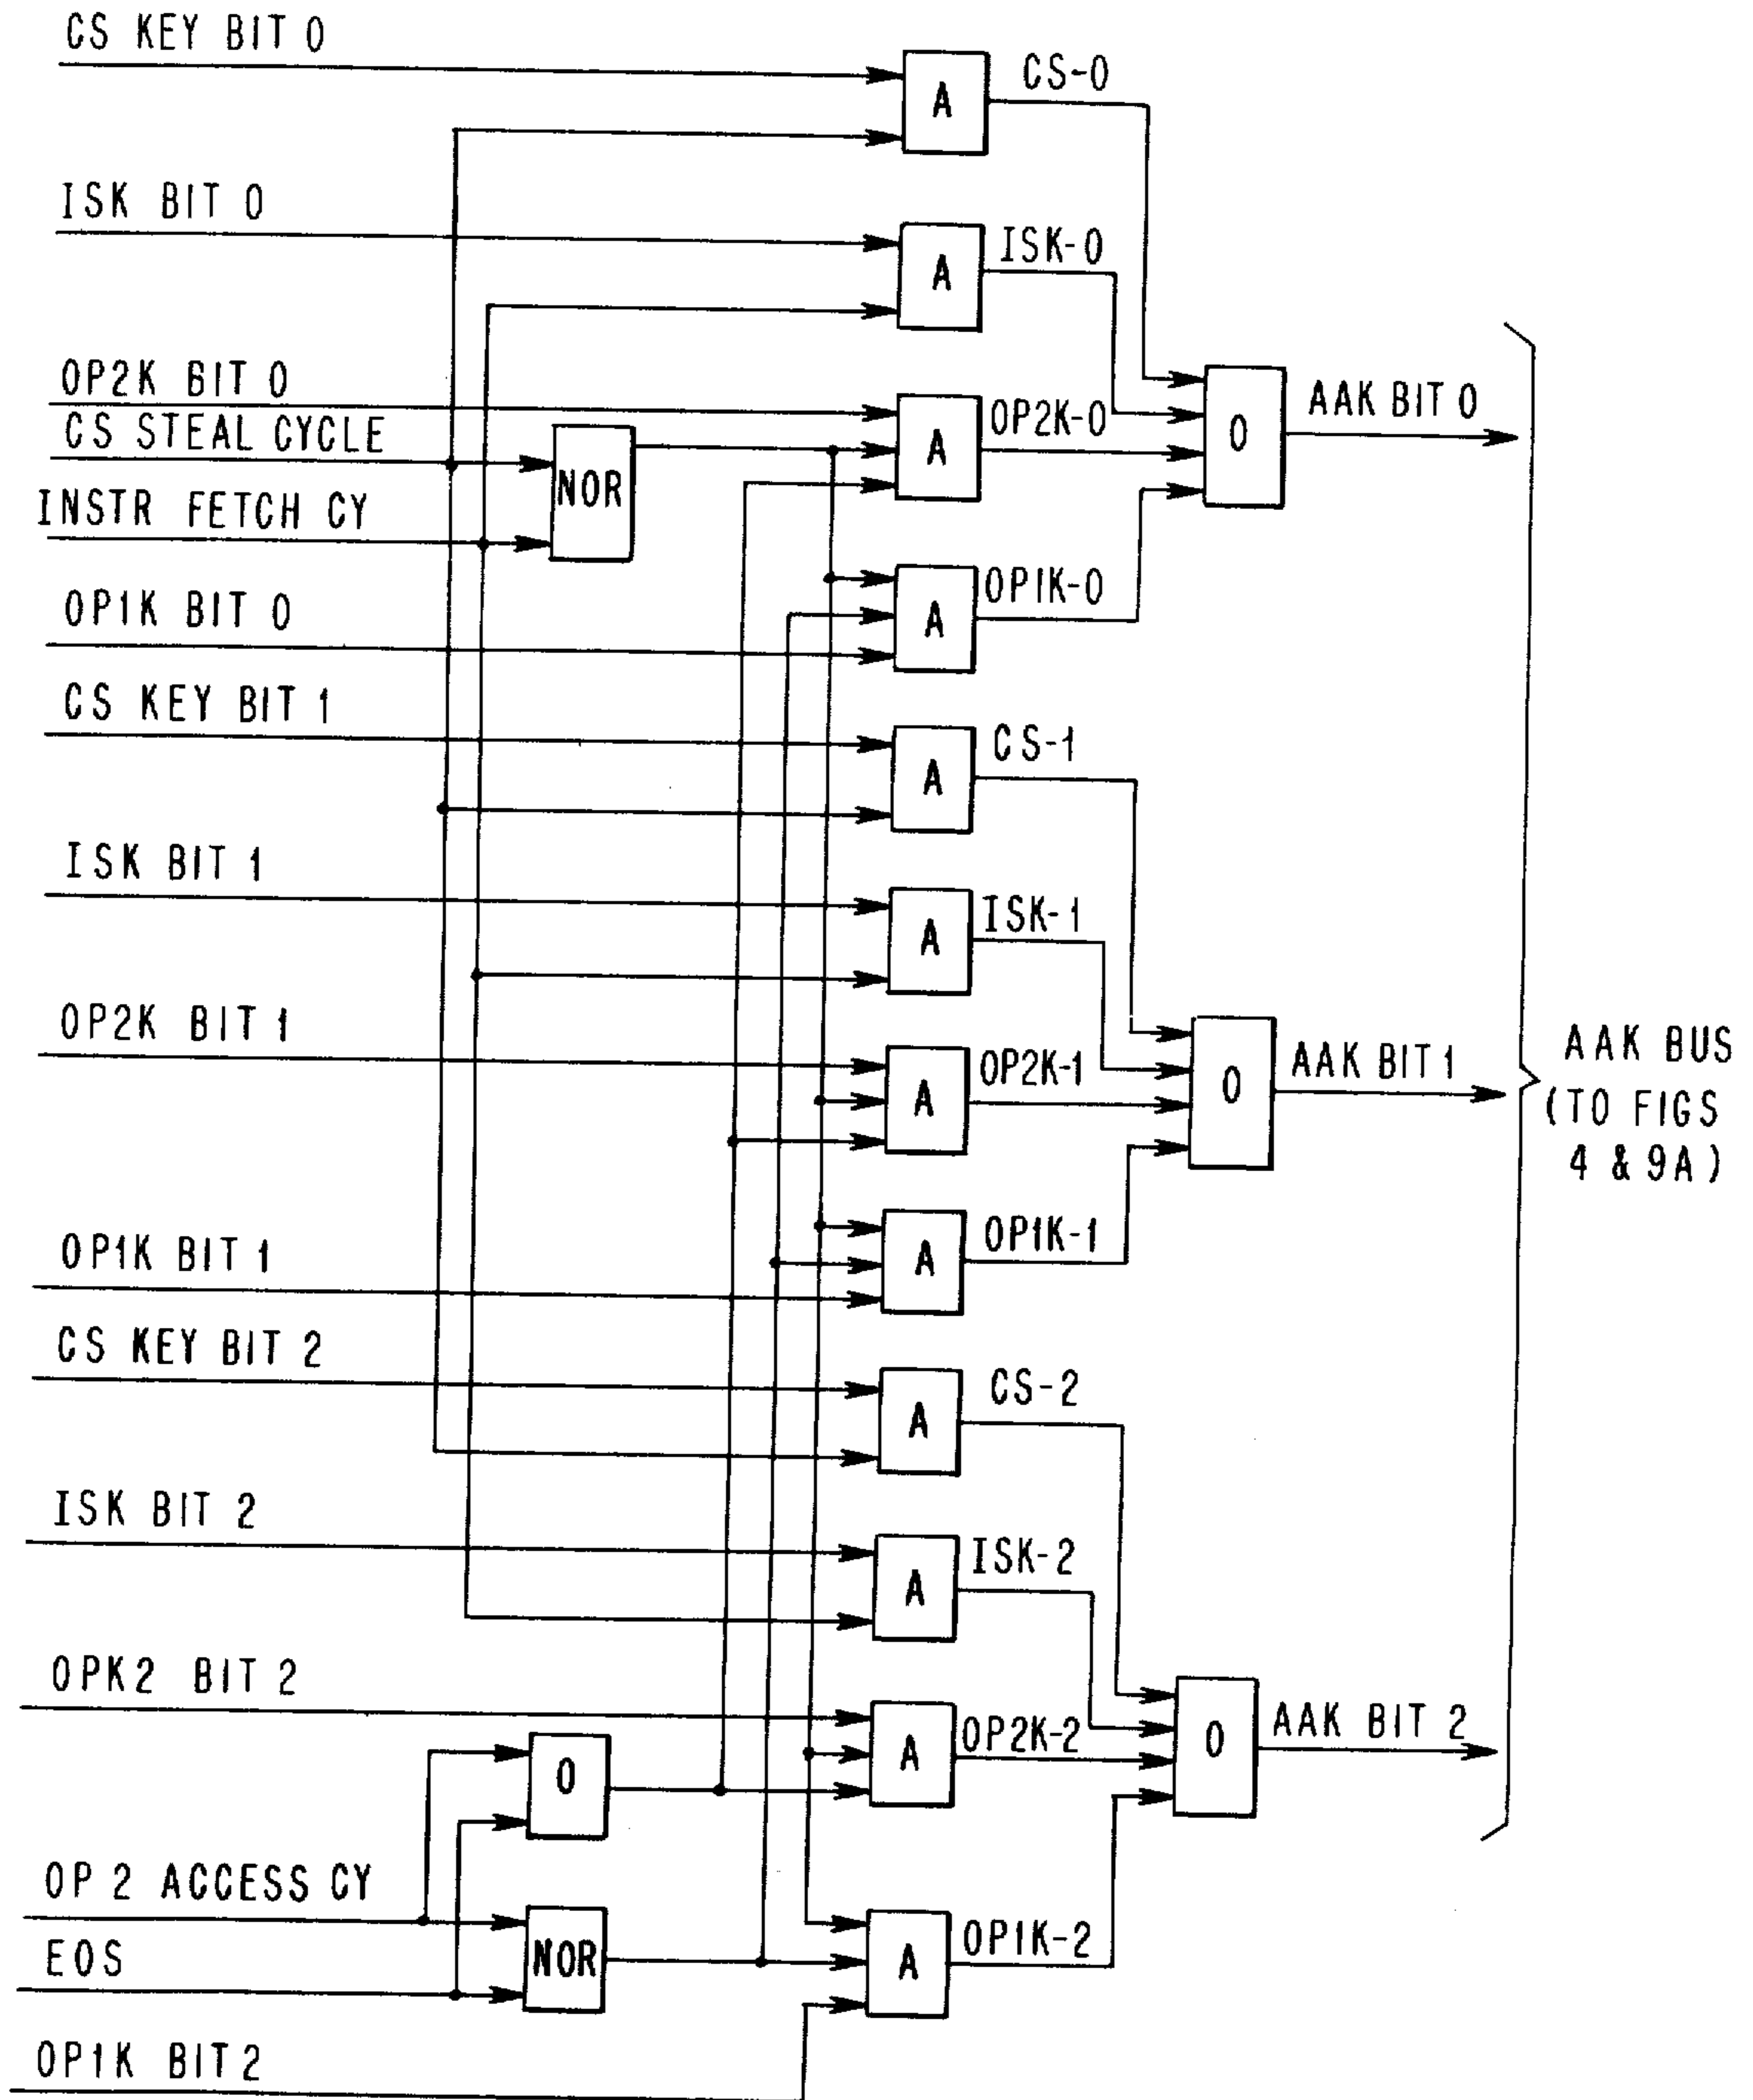 CS KEY BIT 0
A
CS-0
ISK BIT 0
A
ISK-0
OP2K BIT 0
A
OP2K-0
O
AAK BIT 0
CS STEAL CYCLE
NOR
INSTR FETCH CY
OP1K BIT 0
A
OP1K-0
CS KEY BIT 1
A
CS-1
ISK BIT 1
A
ISK-1
OP2K BIT 1
A
OP2K-1
O
AAK BIT 1
AAK BUS
(TO FIGS
4 & 9A)
OP1K BIT 1
A
OP1K-1
CS KEY BIT 2
A
CS-2
ISK BIT 2
A
ISK-2
OPK2 BIT 2
A
OP2K-2
O
AAK BIT 2
O
OP 2 ACCESS CY
EOS
NOR
A
OP1K-2
OP1K BIT 2